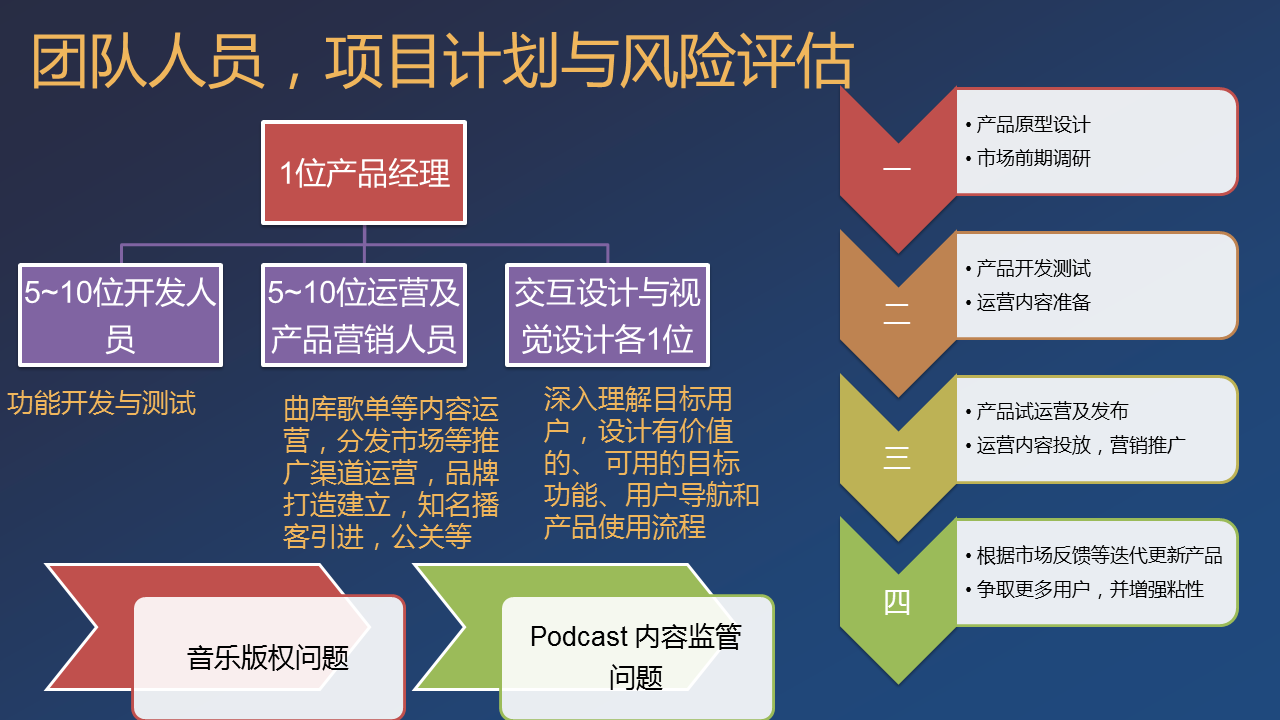 团队人员，项目计划与风险评估
1位产品经理
5~10位开发人
员
5~10位运营及
产品营销人员
交互设计与视
觉设计各1位
功能开发与测试
曲库歌单等内容运
营，分发市场等推
广渠道运营，品牌
打造建立，知名播
客引进，公关等
深入理解目标用
户，设计有价值
的、 可用的目标
功能、用户导航和
产品使用流程
音乐版权问题
Podcast 内容监管
问题
一
• 产品原型设计
• 市场前期调研
二
• 产品开发测试
• 运营内容准备
三
• 产品试运营及发布
• 运营内容投放，营销推广
四
• 根据市场反馈等迭代更新产品
• 争取更多用户，并增强粘性